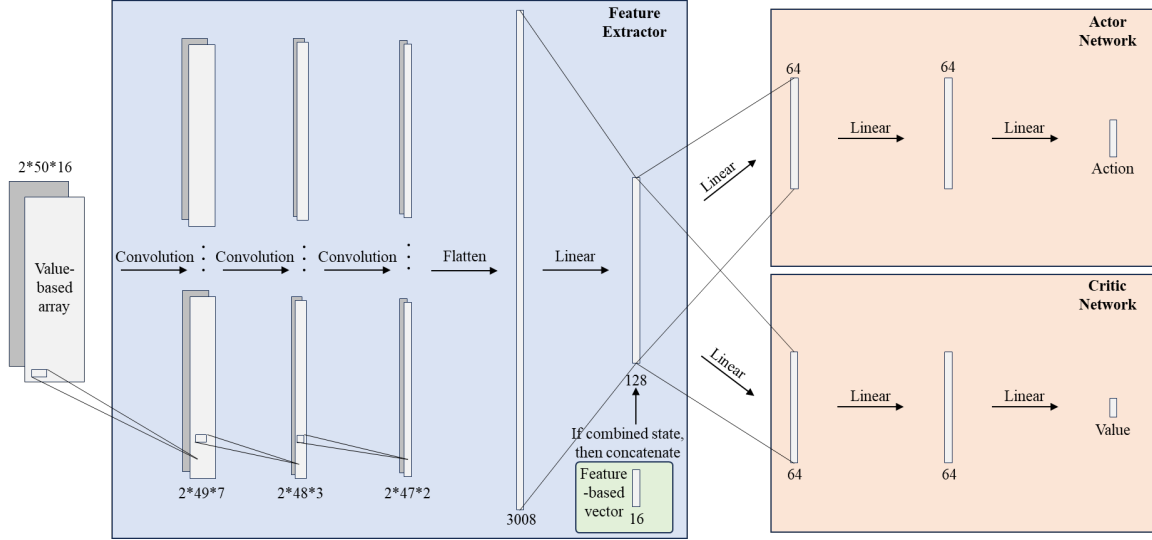 2*50*16
Value-
based
array
Feature
Extractor
Convolution
Convolution
Convolution
Flatten
Linear
2*49*7
2*48*3
2*47*2
3008
128
If combined state,
then concatenate
Feature
-based
vector
16
Linear
Linear
Actor
Network
64
Linear
64
Linear
Action
Critic
Network
64
Linear
64
Linear
Value